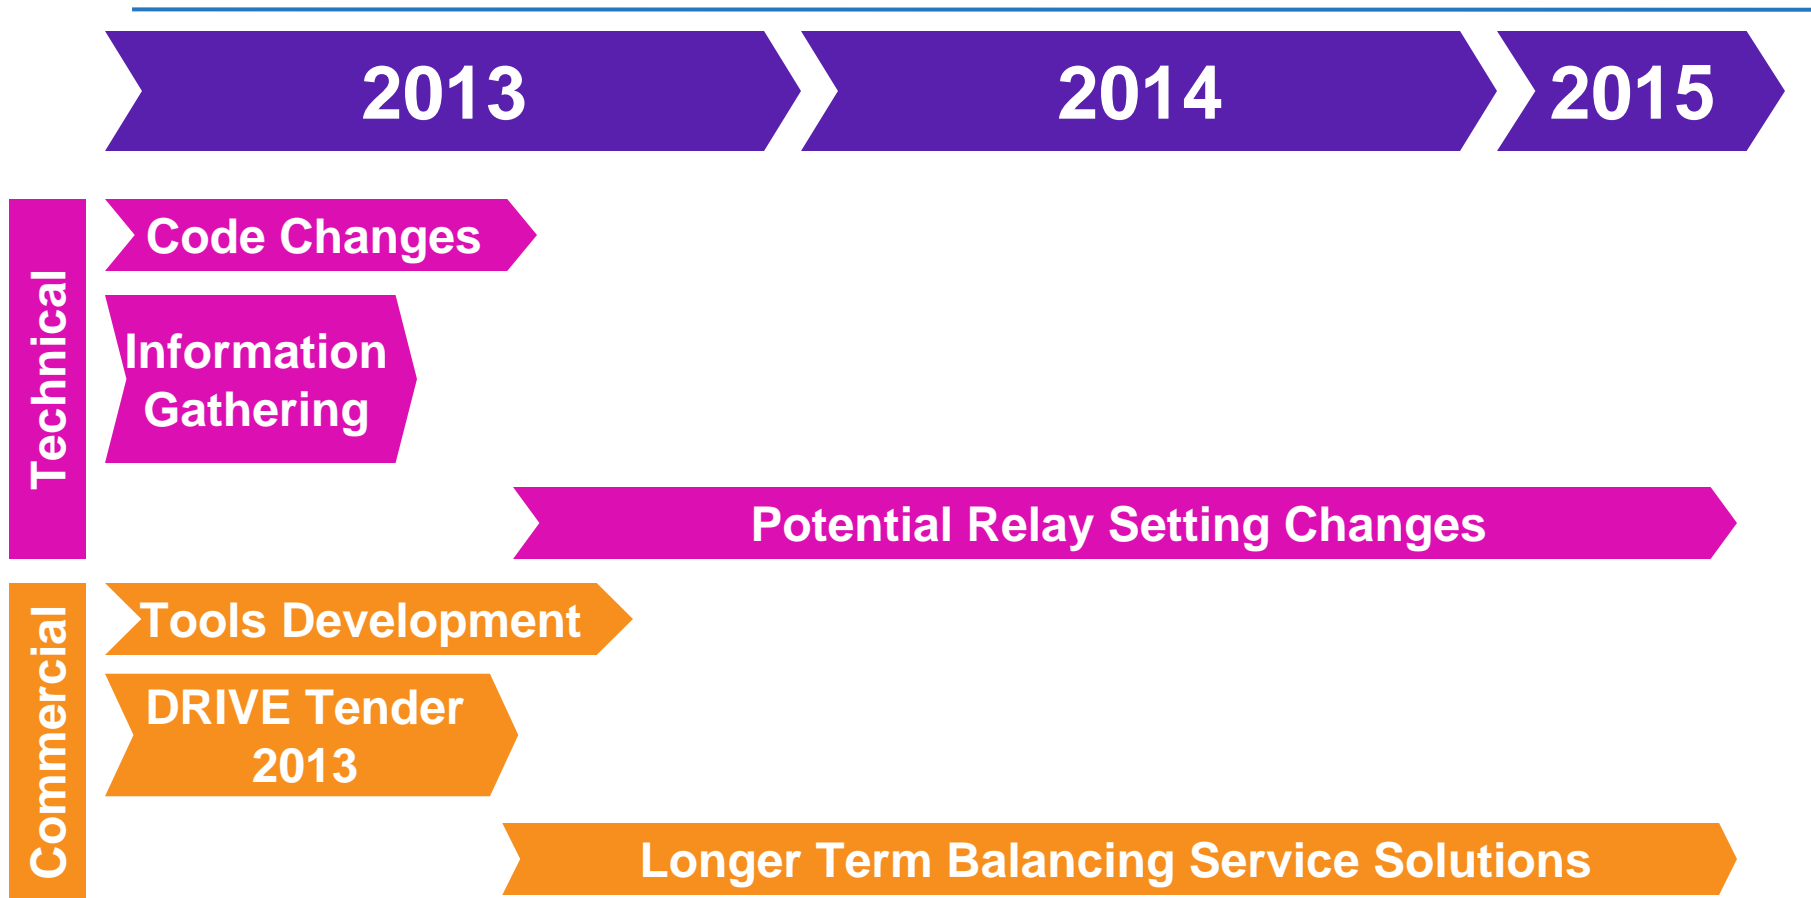 2013
2014
2015
Technical
Code Changes
Information
Gathering
Potential Relay Setting Changes
Commercial
Tools Development
DRIVE Tender
2013
Longer Term Balancing Service Solutions